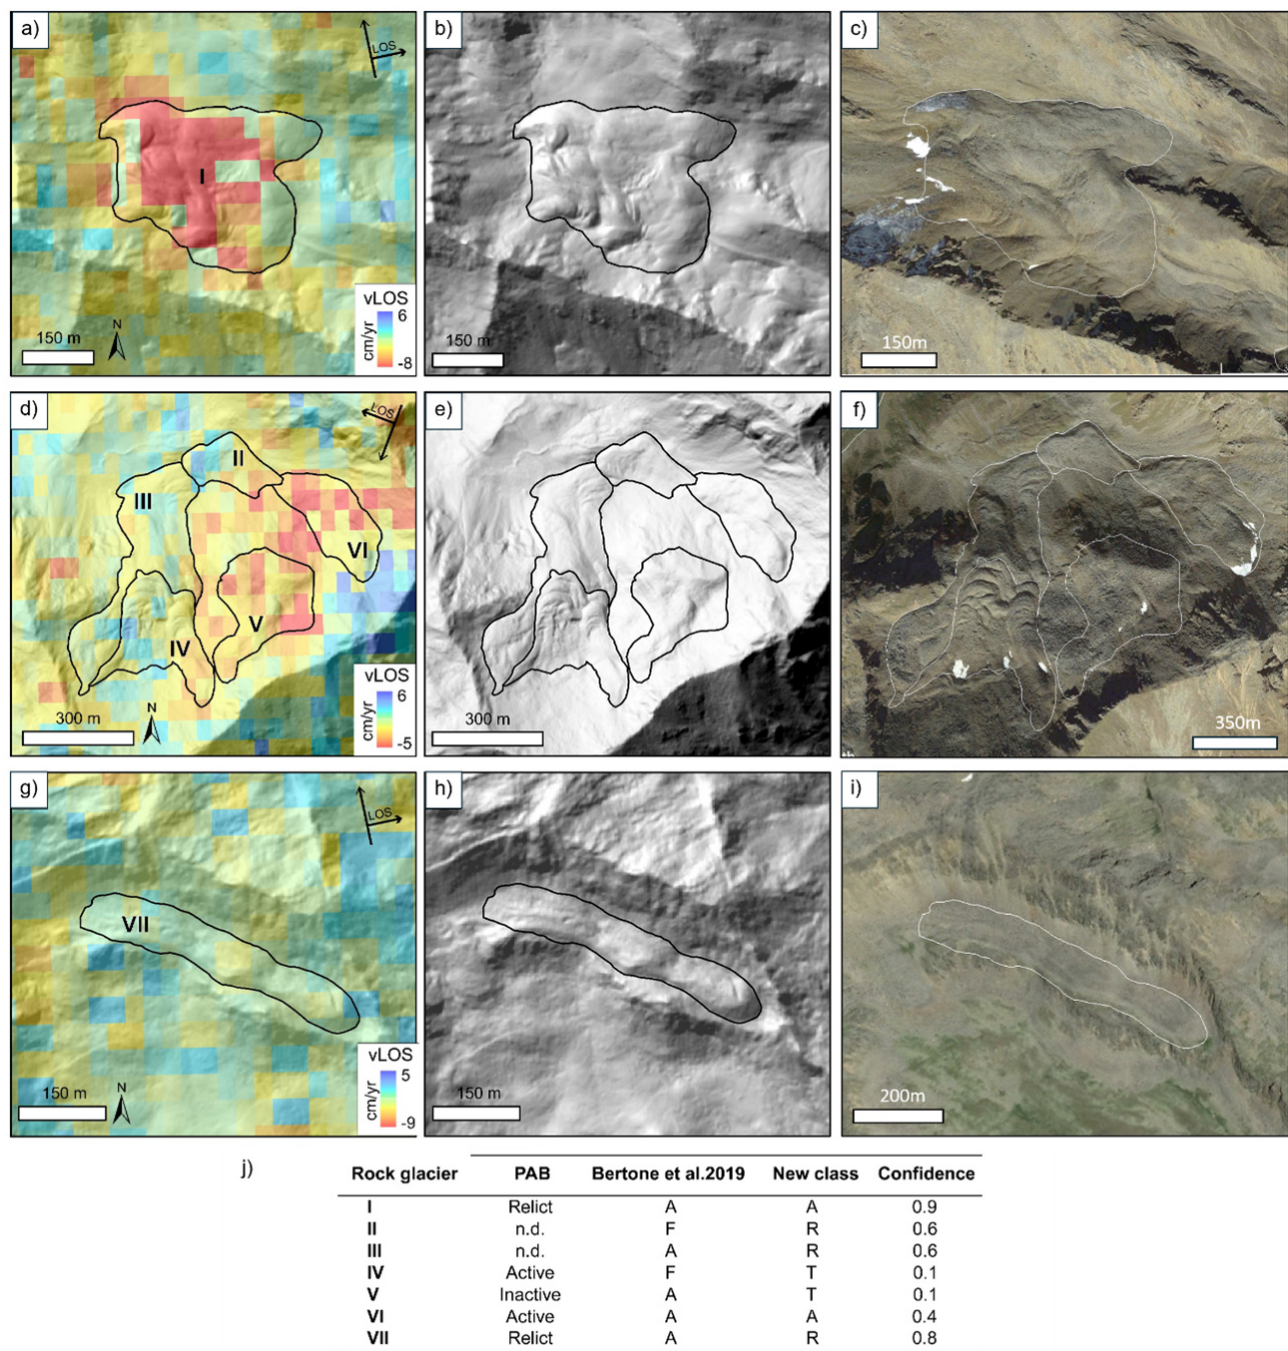 a)
LOS
I
vLOS
6
cm/yr
-8
150 m
N
b)
150 m
c)
150m
d)
LOS
II
III
VI
IV
V
vLOS
6
cm/yr
-5
300 m
N
e)
300 m
f)
350m
g)
LOS
VII
vLOS
5
cm/yr
-9
150 m
N
h)
150 m
i)
200m
j)
Rock glacier PAB Bertone et al.2019 New class Confidence
I Relict A A 0.9
II n.d. F R 0.6
III n.d. A R 0.6
IV Active F T 0.1
V Inactive A T 0.1
VI Active A A 0.4
VII Relict A R 0.8